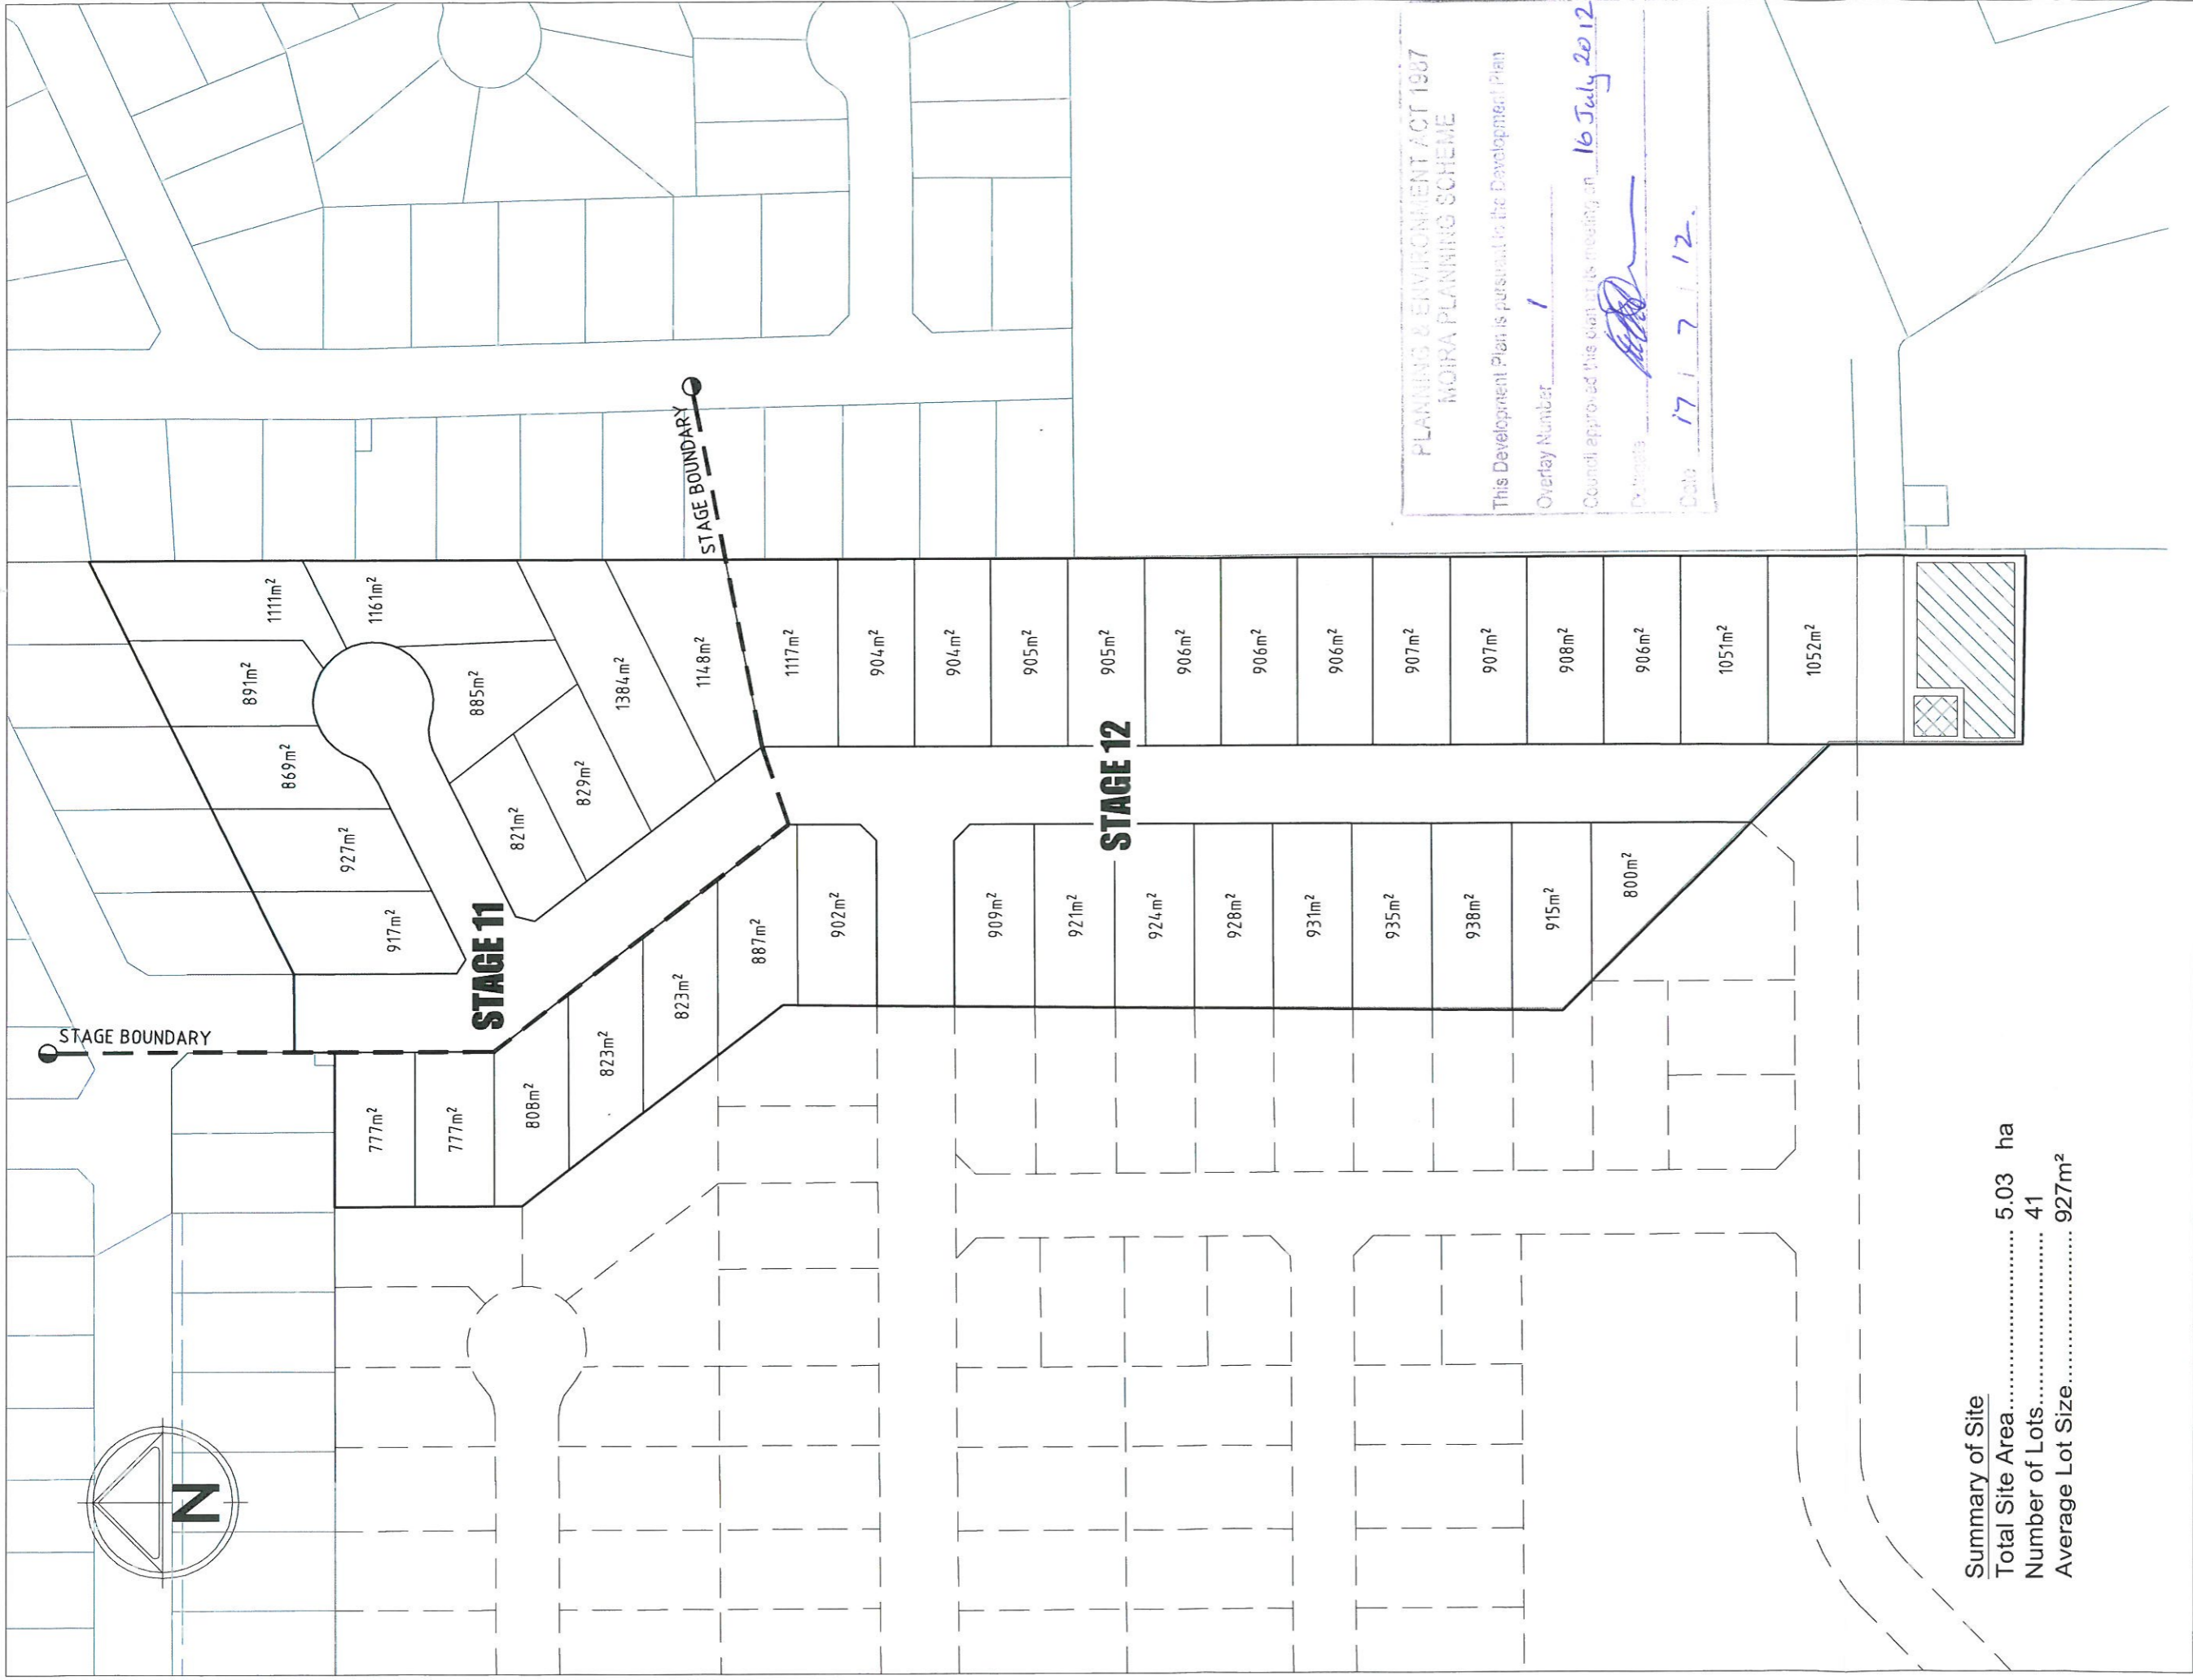 STAGE BOUNDARY
STAGE BOUNDARY
STAGE 11
STAGE 12
1111m²
1161m²
891m²
885m²
1384m²
1148m²
869m²
829m²
821m²
927m²
917m²
1117m²
904m²
904m²
905m²
905m²
906m²
906m²
906m²
907m²
907m²
908m²
906m²
1051m²
1052m²
777m²
777m²
808m²
823m²
823m²
887m²
902m²
909m²
921m²
924m²
928m²
931m²
935m²
938m²
915m²
800m²
N
PLANNING & ENVIRONMENT ACT 1987
MOIRA PLANNING SCHEME
This Development Plan is pursuant to the Development Plan
Overlay Number 1
Council approved this plan at its meeting on 16 July 2012
Delegate
Date 17 / 7 / 12.
Summary of Site
Total Site Area.......................... 5.03 ha
Number of Lots.......................... 41
Average Lot Size........................ 927m²